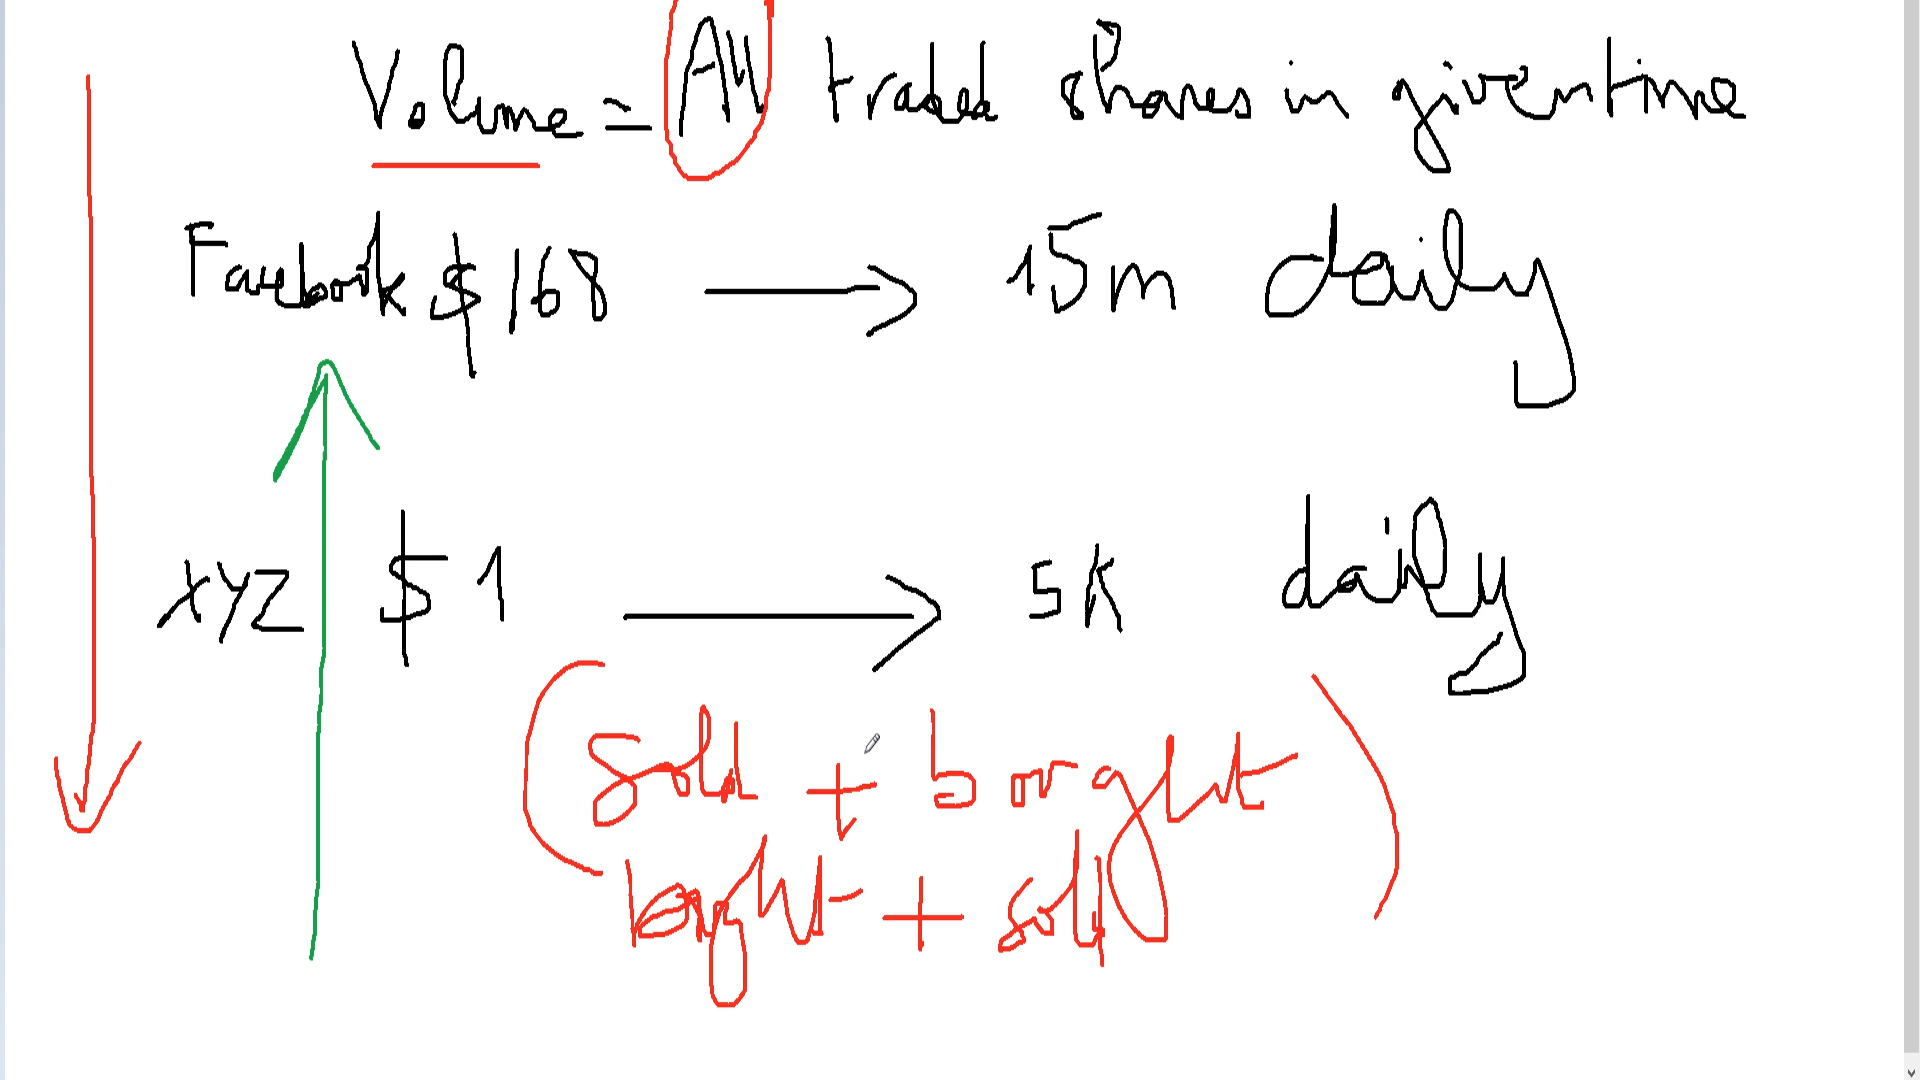 Volume = All traded shares in given time
Facebook $168 → 15m daily
XYZ $1 → 5K daily
(sold + bought
bought + sold)